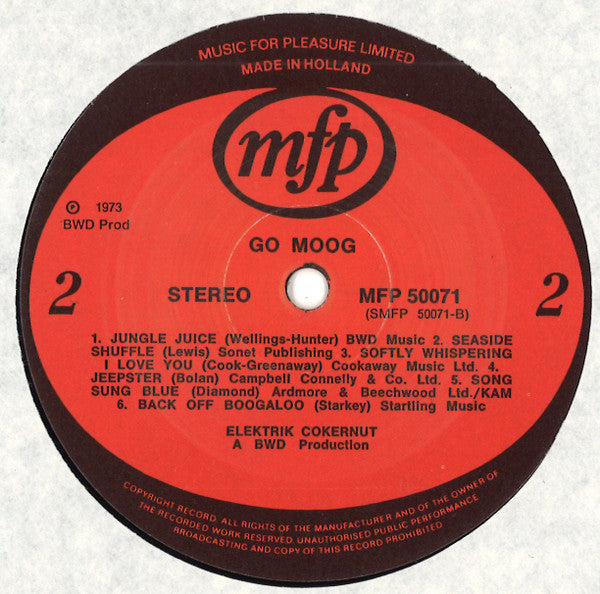 MUSIC FOR PLEASURE LIMITED
MADE IN HOLLAND
mfp
℗ 1973
BWD Prod
GO MOOG
2
STEREO
MFP 50071
(SMFP 50071-B)
2
1. JUNGLE JUICE (Wellings-Hunter) BWD Music 2. SEASIDE
SHUFFLE (Lewis) Sonet Publishing 3. SOFTLY WHISPERING
I LOVE YOU (Cook-Greenaway) Cookaway Music Ltd. 4.
JEEPSTER (Bolan) Campbell Connelly & Co. Ltd. 5. SONG
SUNG BLUE (Diamond) Ardmore & Beechwood Ltd./KAM
6. BACK OFF BOOGALOO (Starkey) Startling Music
ELEKTRIK COKERNUT
A BWD Production
COPYRIGHT RECORD. ALL RIGHTS OF THE MANUFACTURER AND OF THE OWNER OF
THE RECORDED WORK RESERVED. UNAUTHORISED PUBLIC PERFORMANCE
BROADCASTING AND COPY OF THIS RECORD PROHIBITED